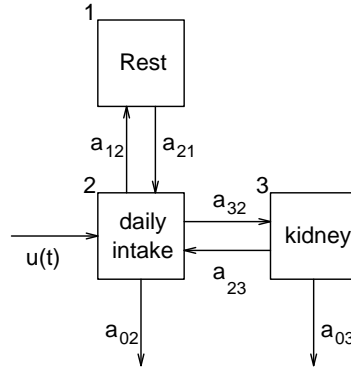 1
Rest
a12
a21
2
daily
intake
u(t)
a32
3
kidney
a23
a02
a03